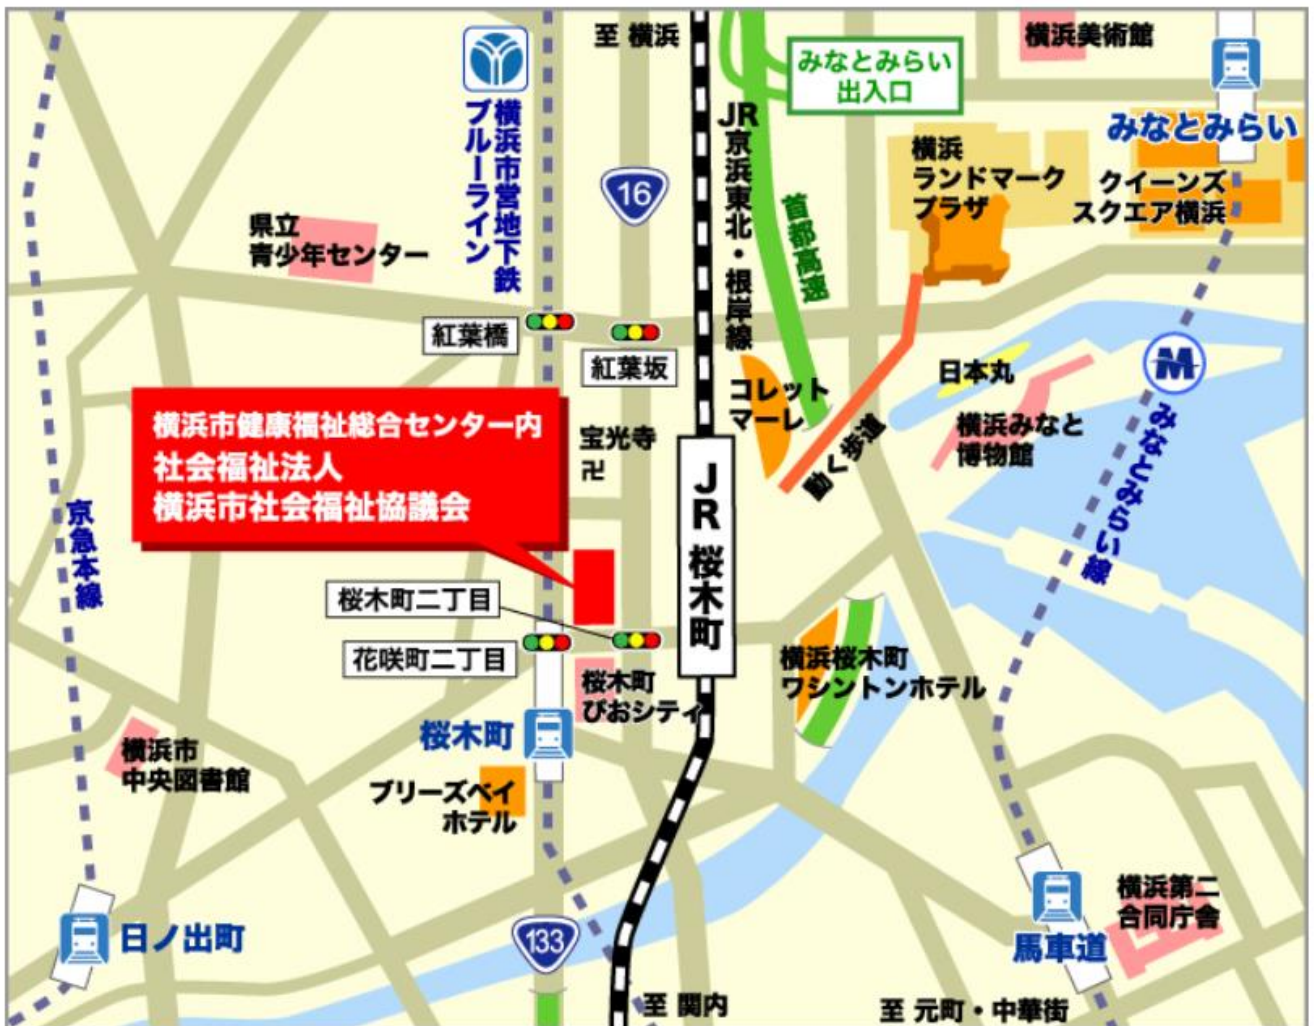 至 横浜
横浜美術館
みなとみらい
出入口
みなとみらい
横浜市営地下鉄
ブルーライン
JR京浜東北・根岸線
16
首都高速
横浜
ランドマーク
プラザ
クイーンズ
スクエア横浜
県立
青少年センター
紅葉橋
紅葉坂
コレット
マーレ
動く歩道
日本丸
横浜みなと
博物館
M
みなとみらい線
横浜市健康福祉総合センター内
社会福祉法人
横浜市社会福祉協議会
宝光寺
卍
JR 桜木町
京急本線
桜木町二丁目
花咲町二丁目
桜木町
ぴおシティ
横浜桜木町
ワシントンホテル
桜木町
横浜市
中央図書館
ブリーズベイ
ホテル
日ノ出町
133
馬車道
横浜第二
合同庁舎
至 関内
至 元町・中華街